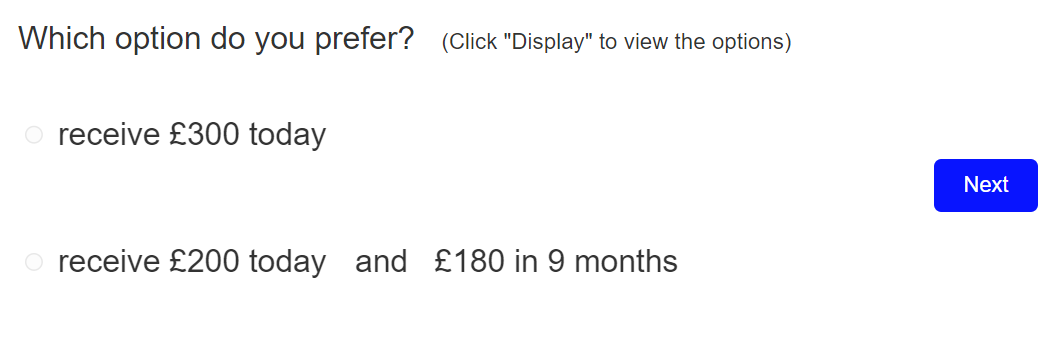 Which option do you prefer? (Click "Display" to view the options)
receive £300 today
Next
receive £200 today and £180 in 9 months